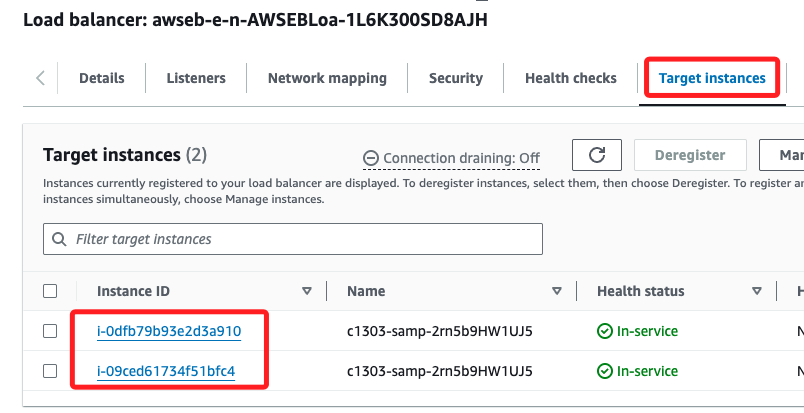 Load balancer: awseb-e-n-AWSEBLoa-1L6K300SD8AJH
Details Listeners Network mapping Security Health checks Target instances
Target instances (2) Connection draining: Off Deregister
Instances currently registered to your load balancer are displayed. To deregister instances, select them, then choose Deregister. To register
instances simultaneously, choose Manage instances.
Filter target instances
Instance ID Name Health status
i-0dfb79b93e2d3a910 c1303-samp-2rn5b9HW1UJ5 In-service
i-09ced61734f51bfc4 c1303-samp-2rn5b9HW1UJ5 In-service